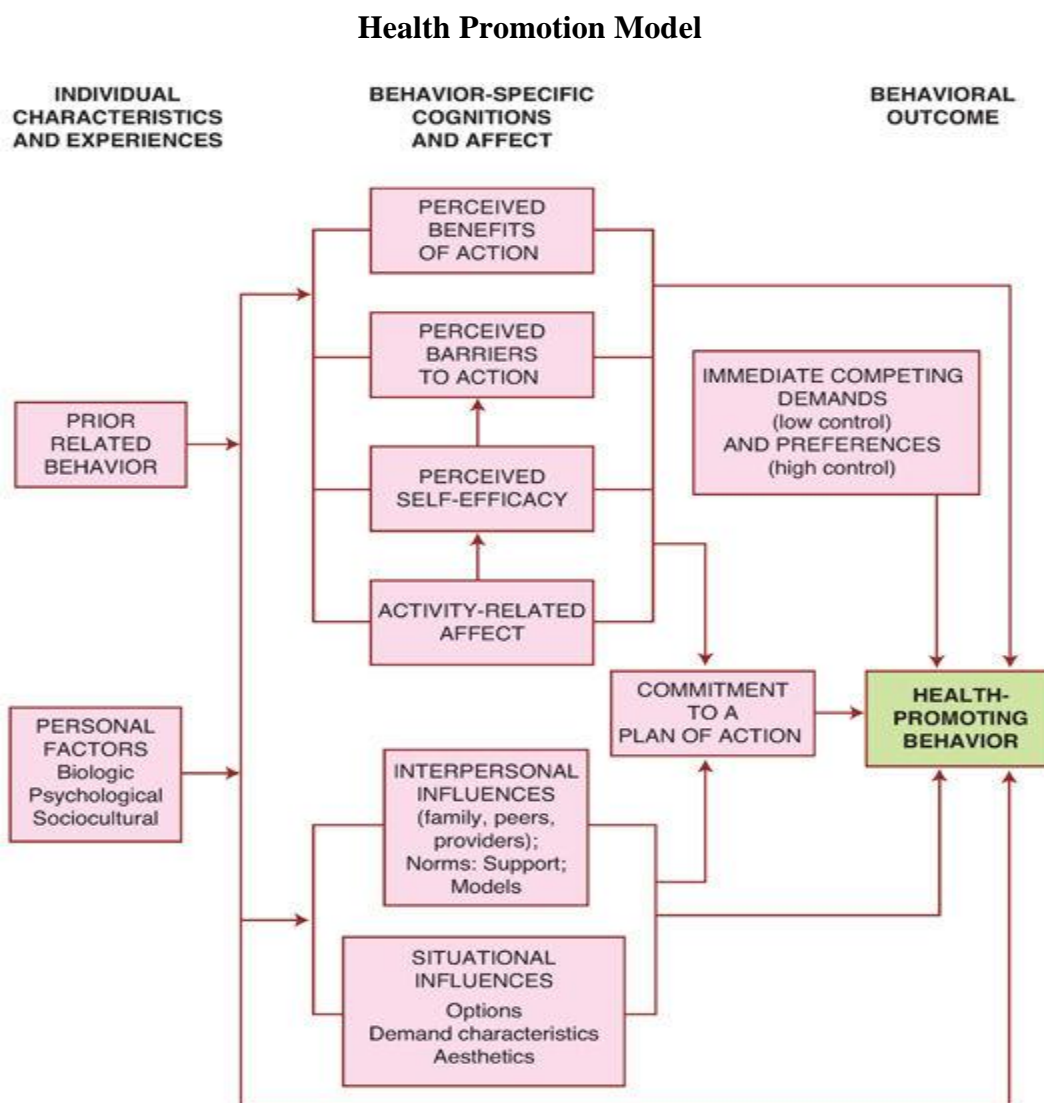 Health Promotion Model
INDIVIDUAL
CHARACTERISTICS
AND EXPERIENCES
BEHAVIOR-SPECIFIC
COGNITIONS
AND AFFECT
BEHAVIORAL
OUTCOME
PERCEIVED
BENEFITS
OF ACTION
PERCEIVED
BARRIERS
TO ACTION
IMMEDIATE COMPETING
DEMANDS
(low control)
AND PREFERENCES
(high control)
PRIOR
RELATED
BEHAVIOR
PERCEIVED
SELF-EFFICACY
ACTIVITY-RELATED
AFFECT
COMMITMENT
TO A
PLAN OF ACTION
HEALTH-
PROMOTING
BEHAVIOR
PERSONAL
FACTORS
Biologic
Psychological
Sociocultural
INTERPERSONAL
INFLUENCES
(family, peers,
providers);
Norms: Support;
Models
SITUATIONAL
INFLUENCES
Options
Demand characteristics
Aesthetics